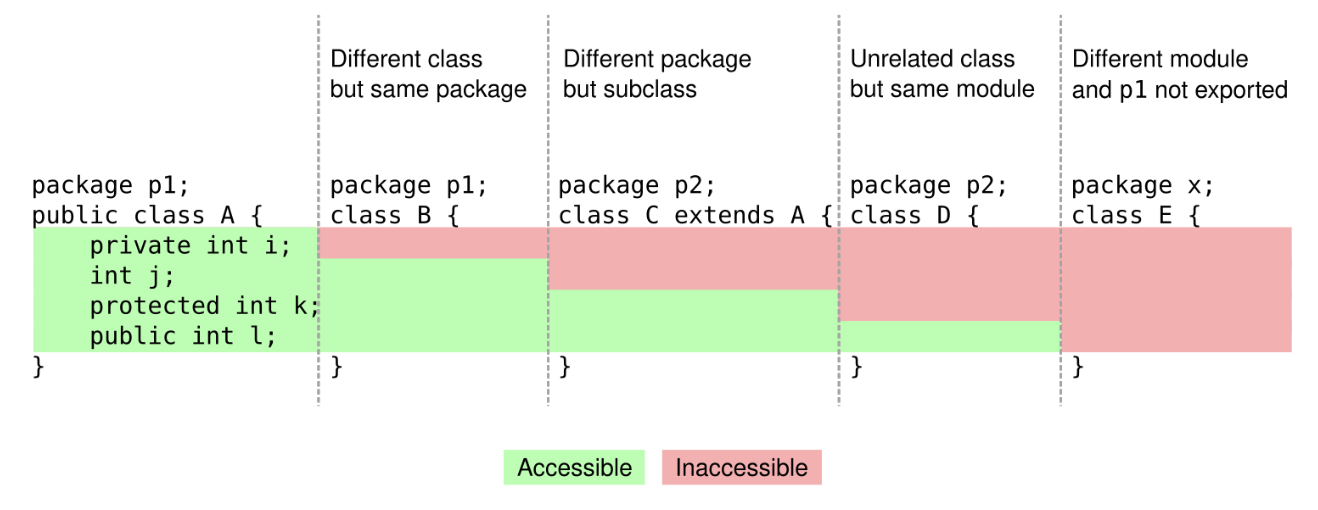 Different class
but same package
Different package
but subclass
Unrelated class
but same module
Different module
and p1 not exported
package p1;
public class A {
private int i;
int j;
protected int k;
public int l;
}
package p1;
class B {
}
package p2;
class C extends A {
}
package p2;
class D {
}
package x;
class E {
}
Accessible
Inaccessible